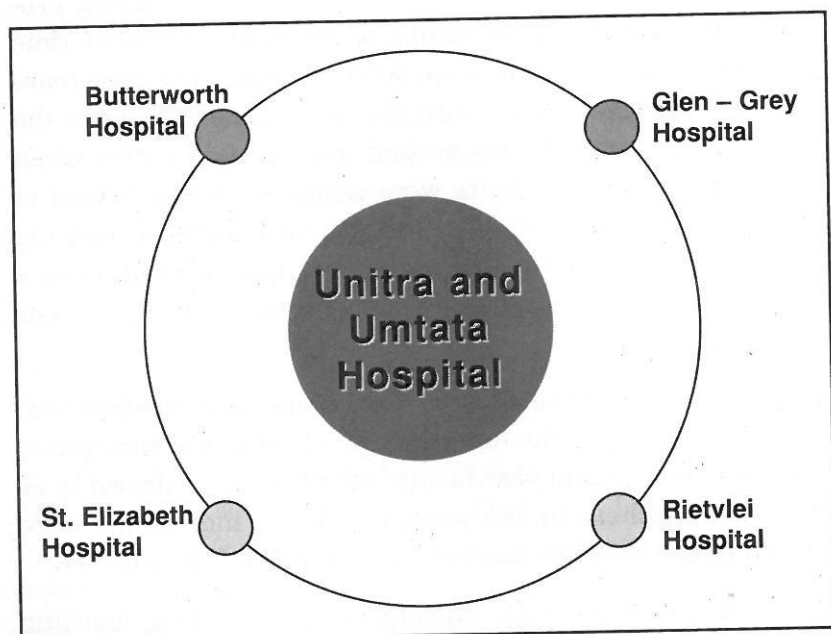 Butterworth
Hospital
Glen – Grey
Hospital
Unitra and
Umtata
Hospital
St. Elizabeth
Hospital
Rietvlei
Hospital